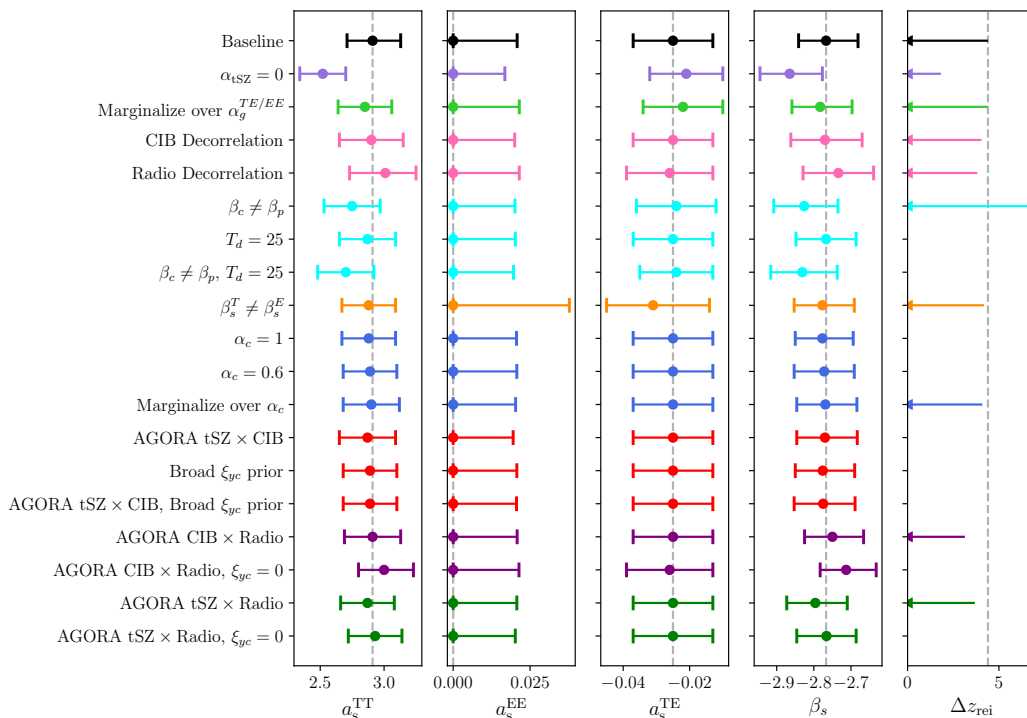 Baseline
α_tSZ = 0
Marginalize over α_g^{TE/EE}
CIB Decorrelation
Radio Decorrelation
β_c ≠ β_p
T_d = 25
β_c ≠ β_p, T_d = 25
β_s^T ≠ β_s^E
α_c = 1
α_c = 0.6
Marginalize over α_c
AGORA tSZ × CIB
Broad ξ_yc prior
AGORA tSZ × CIB, Broad ξ_yc prior
AGORA CIB × Radio
AGORA CIB × Radio, ξ_yc = 0
AGORA tSZ × Radio
AGORA tSZ × Radio, ξ_yc = 0
2.5 3.0 0.000 0.025 −0.04 −0.02 −2.9 −2.8 −2.7 0 5
a_s^TT a_s^EE a_s^TE β_s Δz_rei